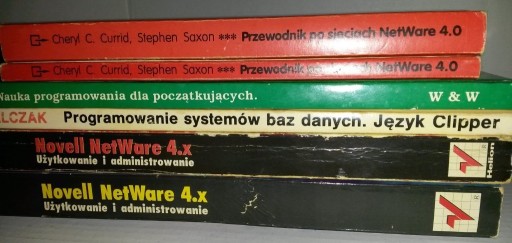 Cheryl C. Currid, Stephen Saxon *** Przewodnik po sieciach NetWare 4.0
Cheryl C. Currid, Stephen Saxon *** Przewodnik po sieciach NetWare 4.0
Nauka programowania dla początkujących. W & W
LCZAK Programowanie systemów baz danych. Język Clipper
Novell NetWare 4.x
Użytkowanie i administrowanie
Helion
Novell NetWare 4.x
Użytkowanie i administrowanie